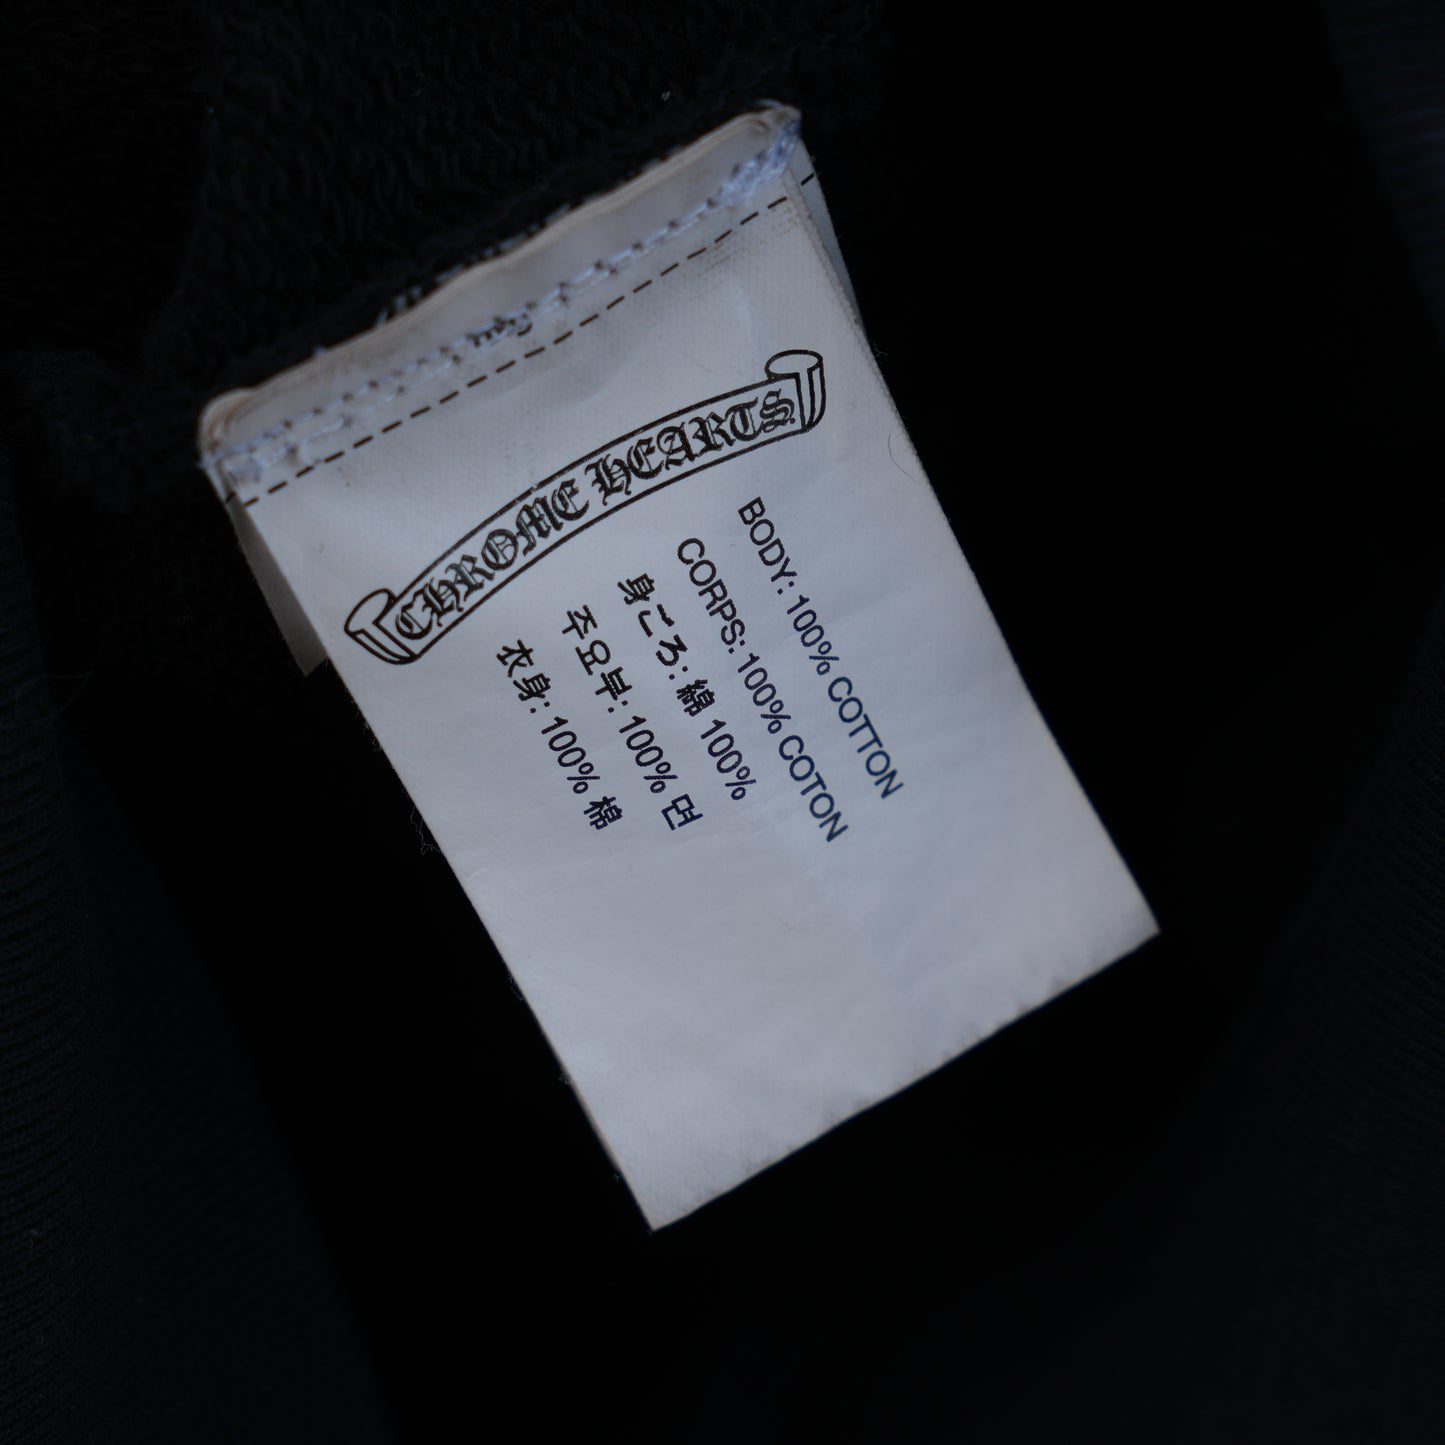 CHROME HEARTS
BODY: 100% COTTON
CORPS: 100% COTON
身ごろ: 綿 100%
주요부: 100% 면
衣身: 100% 棉